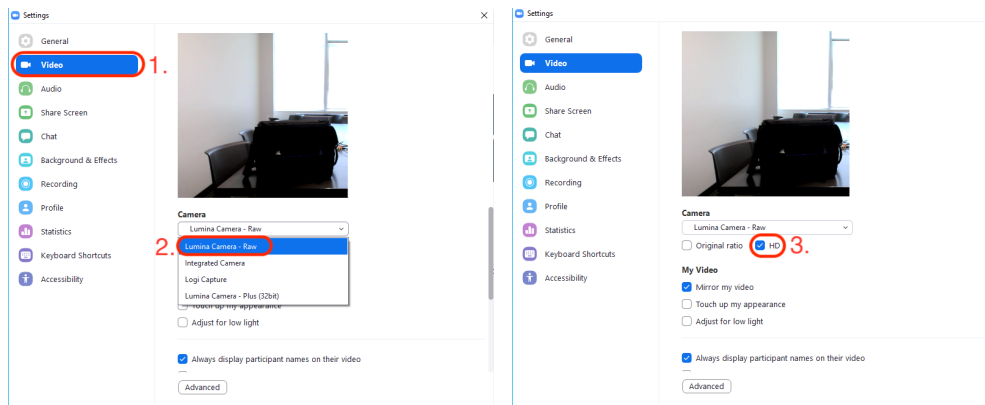 Settings
General
Video
1.
Audio
Share Screen
Chat
Background & Effects
Recording
Profile
Statistics
Keyboard Shortcuts
Accessibility
Camera
Lumina Camera - Raw
2.
Lumina Camera - Raw
Integrated Camera
Logi Capture
Lumina Camera - Plus (32bit)
Touch up my appearance
Adjust for low light
Always display participant names on their video
Advanced
Settings
General
Video
Audio
Share Screen
Chat
Background & Effects
Recording
Profile
Statistics
Keyboard Shortcuts
Accessibility
Camera
Lumina Camera - Raw
Original ratio HD 3.
My Video
Mirror my video
Touch up my appearance
Adjust for low light
Always display participant names on their video
Advanced